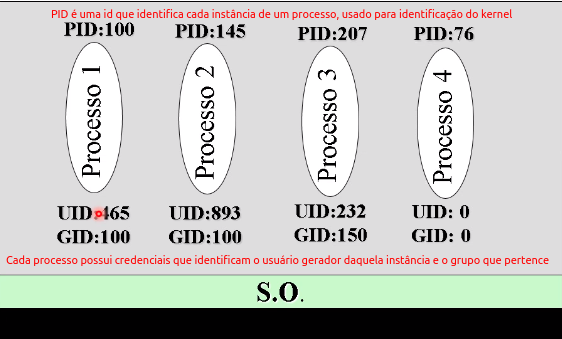 PID é uma id que identifica cada instância de um processo, usado para identificação do kernel
PID:100 PID:145 PID:207 PID:76
Processo 1 Processo 2 Processo 3 Processo 4
UID:465 UID:893 UID:232 UID: 0
GID:100 GID:100 GID:150 GID: 0
Cada processo possui credenciais que identificam o usuário gerador daquela instância e o grupo que pertence
S.O.